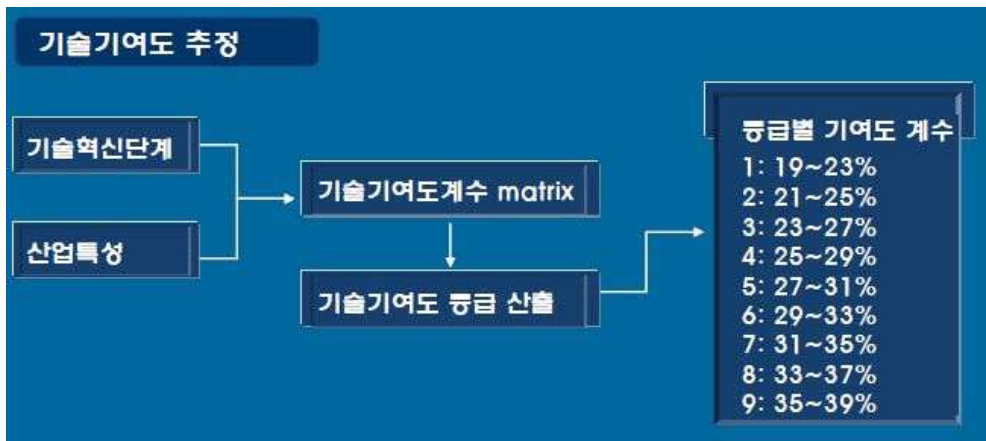 기술기여도 추정
기술혁신단계
산업특성
기술기여도계수 matrix
기술기여도 등급 산출
등급별 기여도 계수
1: 19~23%
2: 21~25%
3: 23~27%
4: 25~29%
5: 27~31%
6: 29~33%
7: 31~35%
8: 33~37%
9: 35~39%